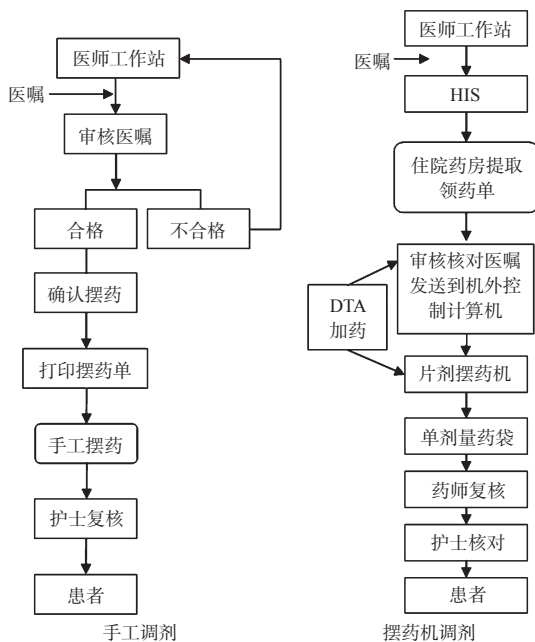 医师工作站
医嘱
审核医嘱
合格
不合格
确认摆药
打印摆药单
手工摆药
护士复核
患者
手工调剂
医师工作站
医嘱
HIS
住院药房提取
领药单
审核核对医嘱
发送到机外控
制计算机
DTA
加药
片剂摆药机
单剂量药袋
药师复核
护士核对
患者
摆药机调剂